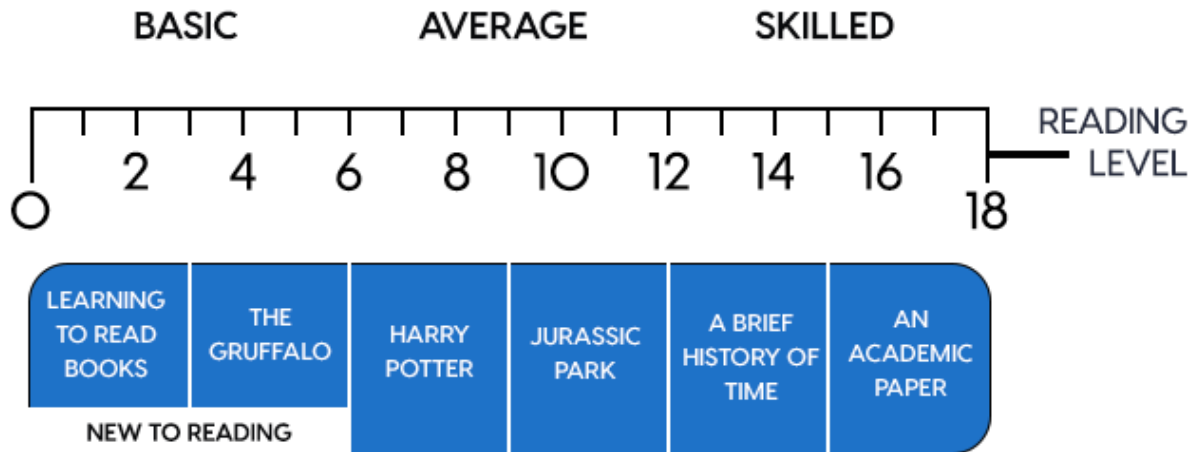 BASIC AVERAGE SKILLED
READING
LEVEL
2 4 6 8 10 12 14 16
0 18
LEARNING
TO READ
BOOKS
THE
GRUFFALO
HARRY
POTTER
JURASSIC
PARK
A BRIEF
HISTORY OF
TIME
AN
ACADEMIC
PAPER
NEW TO READING